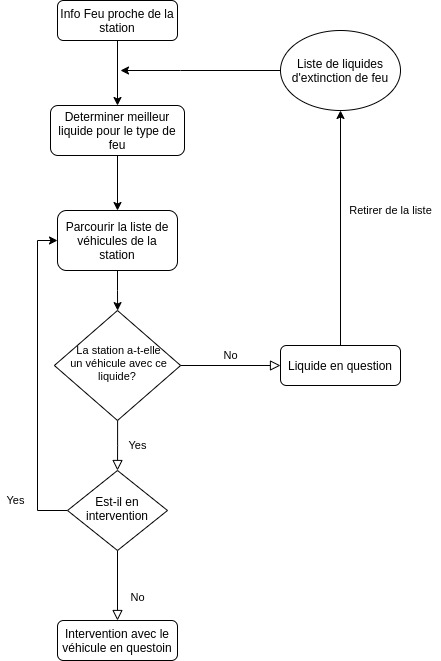 Info Feu proche de la
station
Liste de liquides
d'extinction de feu
Determiner meilleur
liquide pour le type de
feu
Retirer de la liste
Parcourir la liste de
véhicules de la
station
La station a-t-elle
un véhicule avec ce
liquide?
No
Liquide en question
Yes
Est-il en
intervention
Yes
No
Intervention avec le
véhicule en questoin